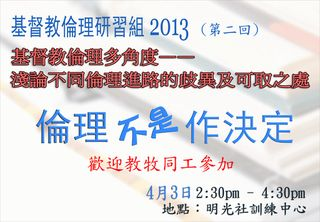 基督教倫理研習組 2013（第二回）
基督教倫理多角度——
淺論不同倫理進路的歧異及可取之處
倫理不是作決定
歡迎教牧同工參加
4月3日 2:30pm - 4:30pm
地點：明光社訓練中心